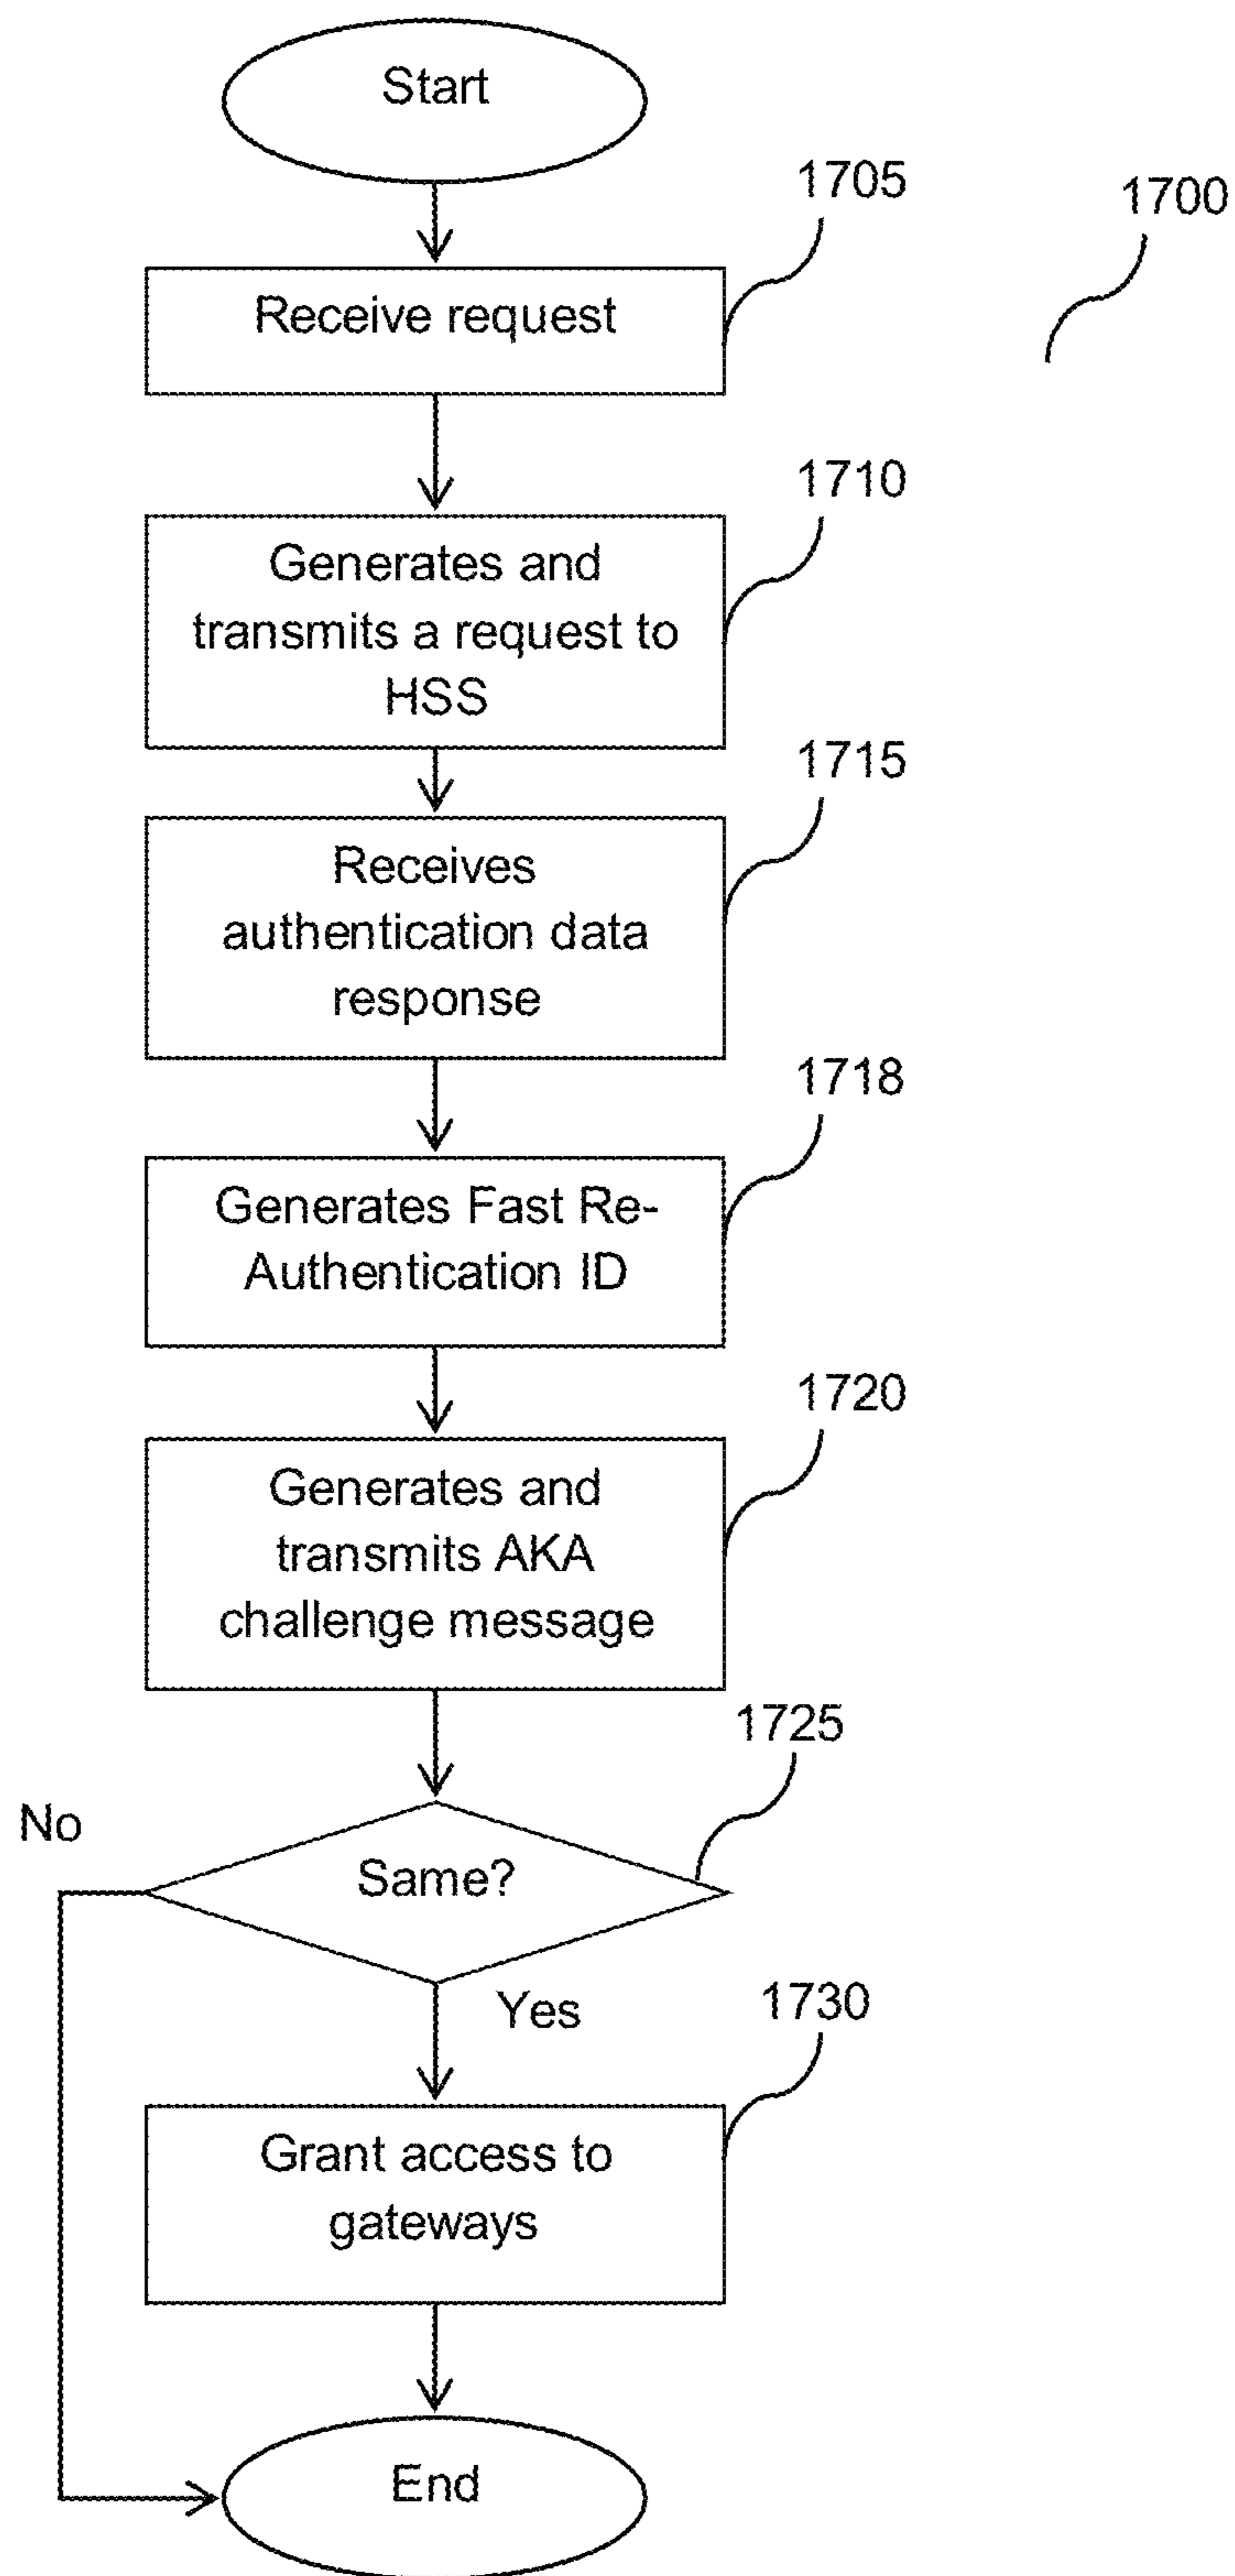 Start
1705
1700
Receive request
1710
Generates and
transmits a request to
HSS
1715
Receives
authentication data
response
1718
Generates Fast Re-
Authentication ID
1720
Generates and
transmits AKA
challenge message
1725
No
Same?
Yes
1730
Grant access to
gateways
End